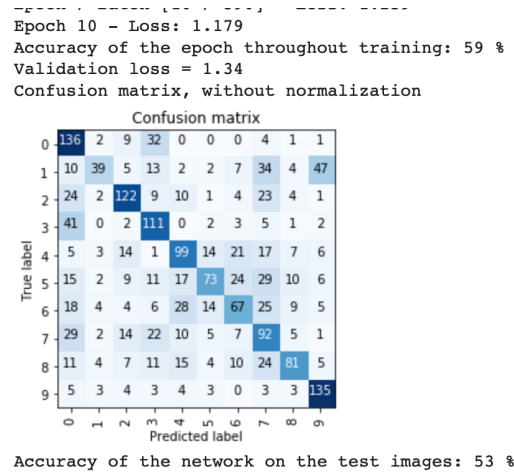 Epoch 10 - Loss: 1.179
Accuracy of the epoch throughout training: 59 %
Validation loss = 1.34
Confusion matrix, without normalization
Confusion matrix
0 136 2 9 32 0 0 0 4 1 1
1 10 39 5 13 2 2 7 34 4 47
2 24 2 122 9 10 1 4 23 4 1
3 41 0 2 111 0 2 3 5 1 2
4 5 3 14 1 99 14 21 17 7 6
5 15 2 9 11 17 73 24 29 10 6
6 18 4 4 6 28 14 67 25 9 5
7 29 2 14 22 10 5 7 92 5 1
8 11 4 7 11 15 4 10 24 81 5
9 5 3 4 3 4 3 0 3 3 135
True label
0 1 2 3 4 5 6 7 8 9
Predicted label
Accuracy of the network on the test images: 53 %